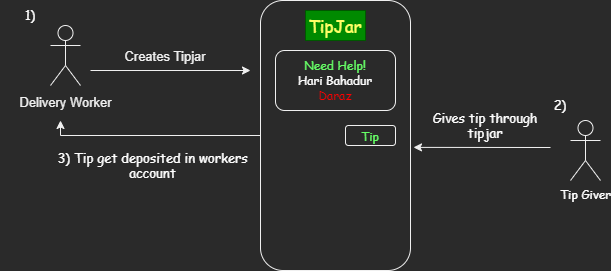 1)
TipJar
Creates Tipjar
Need Help!
Hari Bahadur
Daraz
Delivery Worker
2)
Gives tip through
tipjar
Tip
3) Tip get deposited in workers
account
Tip Giver